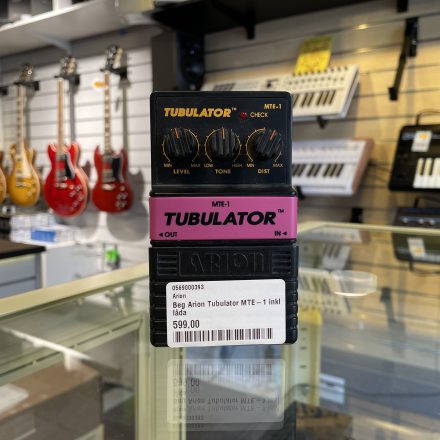 TUBULATOR™ MTE-1
CHECK
MIN MAX LOW HIGH MIN MAX
LEVEL TONE DIST
MTE-1
TUBULATOR™
◄ OUT IN ◄
ARION
0569000393
Arion
Beg Arion Tubulator MTE – 1 inkl
låda
599,00